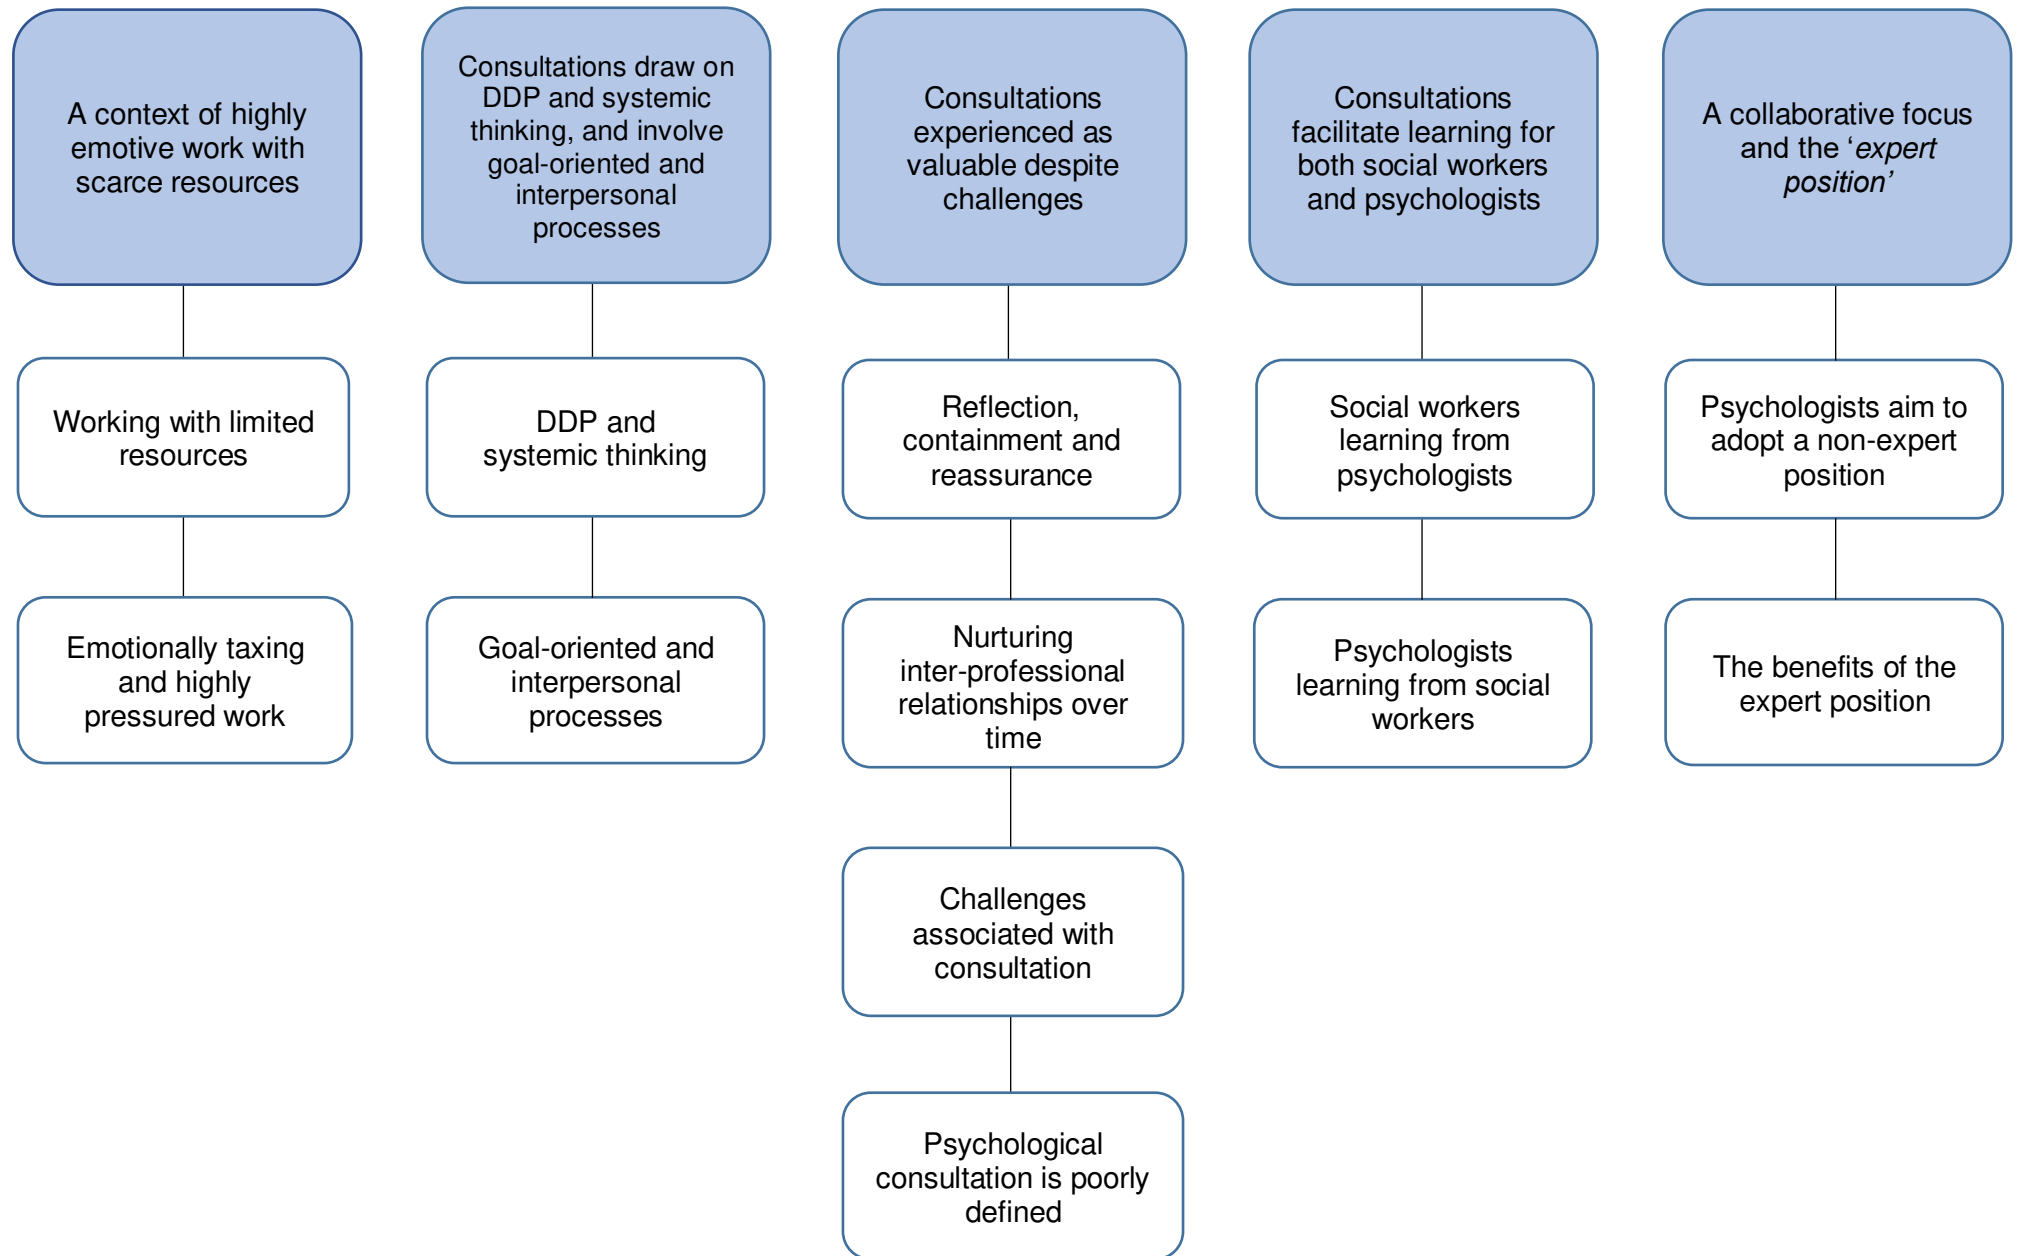 A context of highly
emotive work with
scarce resources
Consultations draw on
DDP and systemic
thinking, and involve
goal-oriented and
interpersonal
processes
Consultations
experienced as
valuable despite
challenges
Consultations
facilitate learning for
both social workers
and psychologists
A collaborative focus
and the ‘expert
position’
Working with limited
resources
DDP and
systemic thinking
Reflection,
containment and
reassurance
Social workers
learning from
psychologists
Psychologists aim to
adopt a non-expert
position
Emotionally taxing
and highly
pressured work
Goal-oriented and
interpersonal
processes
Nurturing
inter-professional
relationships over
time
Psychologists
learning from social
workers
The benefits of the
expert position
Challenges
associated with
consultation
Psychological
consultation is poorly
defined